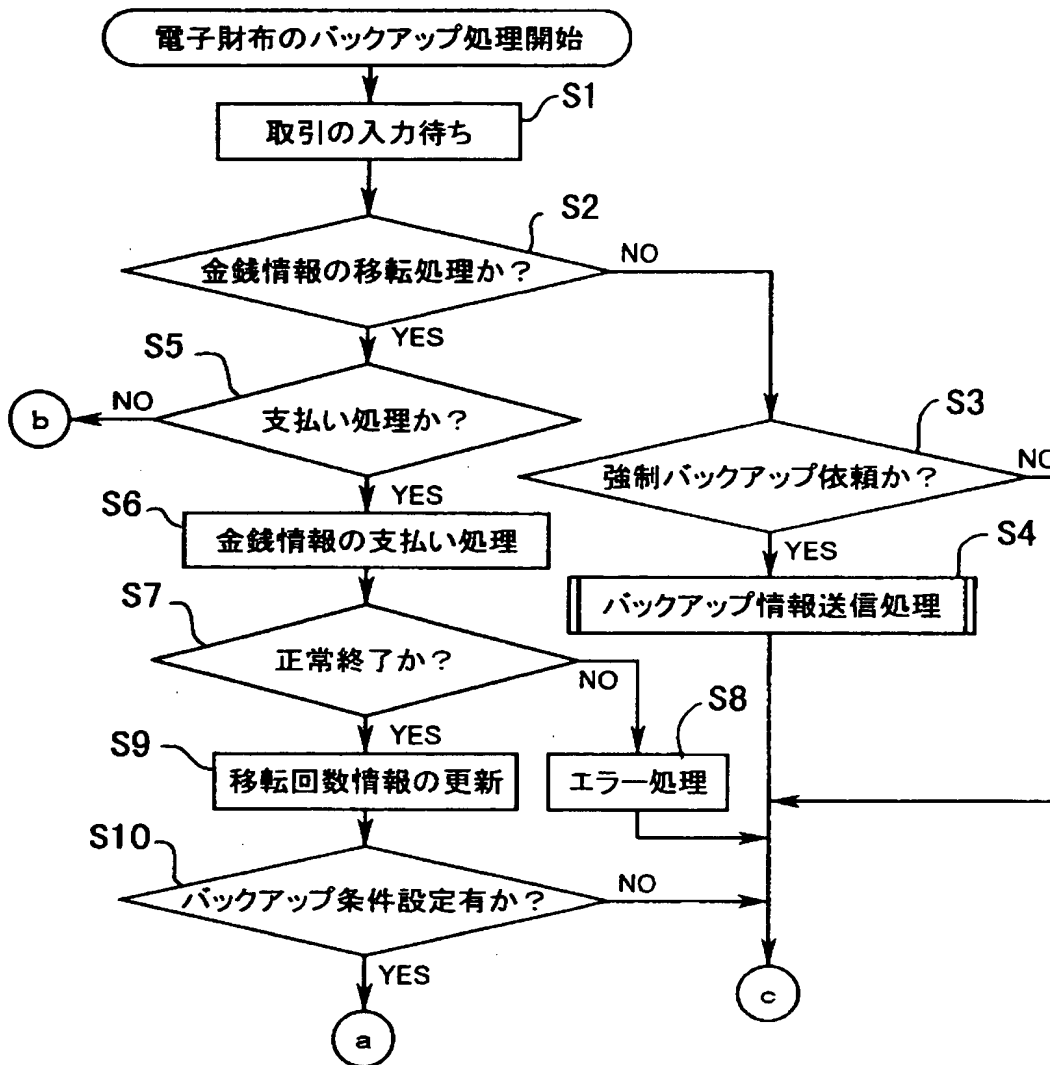 電子財布のバックアップ処理開始
S1
取引の入力待ち
S2
金銭情報の移転処理か？
NO
YES
S5
支払い処理か？
NO
b
S3
強制バックアップ依頼か？
NO
YES
YES
S6
金銭情報の支払い処理
S4
バックアップ情報送信処理
S7
正常終了か？
NO
YES
S8
エラー処理
S9
移転回数情報の更新
S10
バックアップ条件設定有か？
NO
YES
a
c